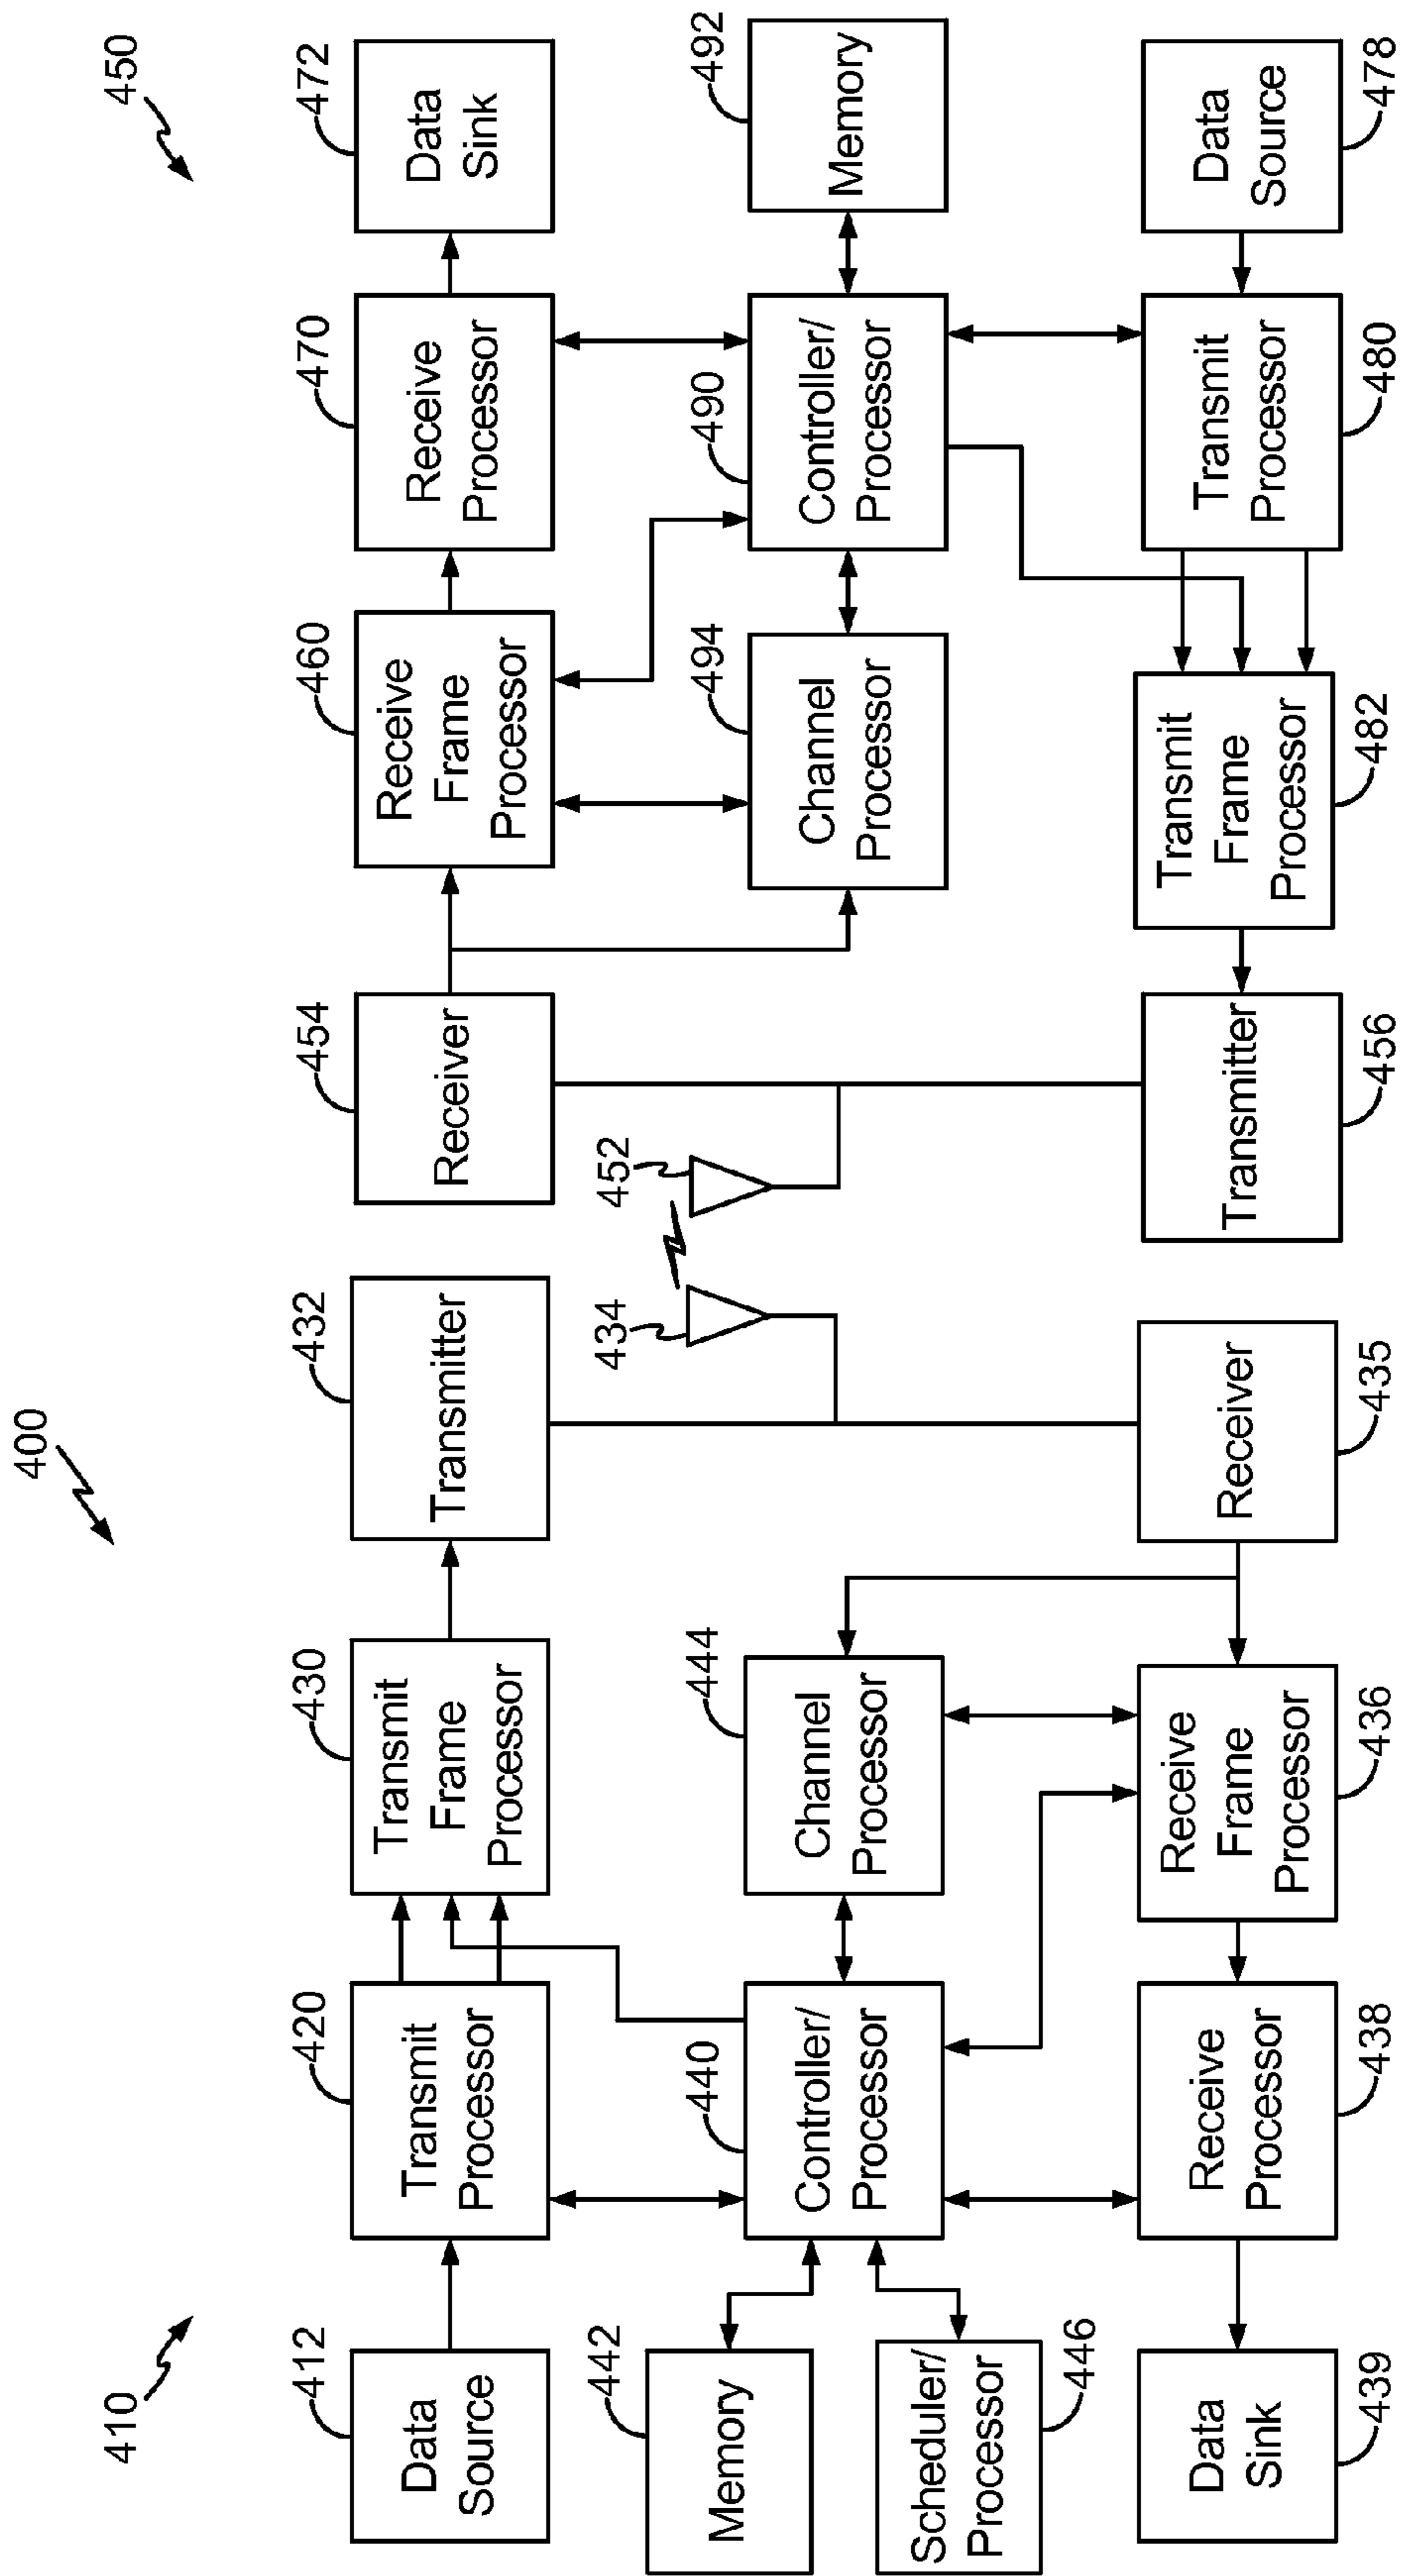 400
410
450
412
Data
Source
420
Transmit
Processor
430
Transmit
Frame
Processor
432
Transmitter
454
Receiver
460
Receive
Frame
Processor
470
Receive
Processor
472
Data
Sink
442
Memory
440
Controller/
Processor
444
Channel
Processor
434
452
494
Channel
Processor
490
Controller/
Processor
492
Memory
Scheduler/
Processor
446
Data
Sink
439
Receive
Processor
438
Receive
Frame
Processor
436
Receiver
435
Transmitter
456
Transmit
Frame
Processor
482
Transmit
Processor
480
Data
Source
478